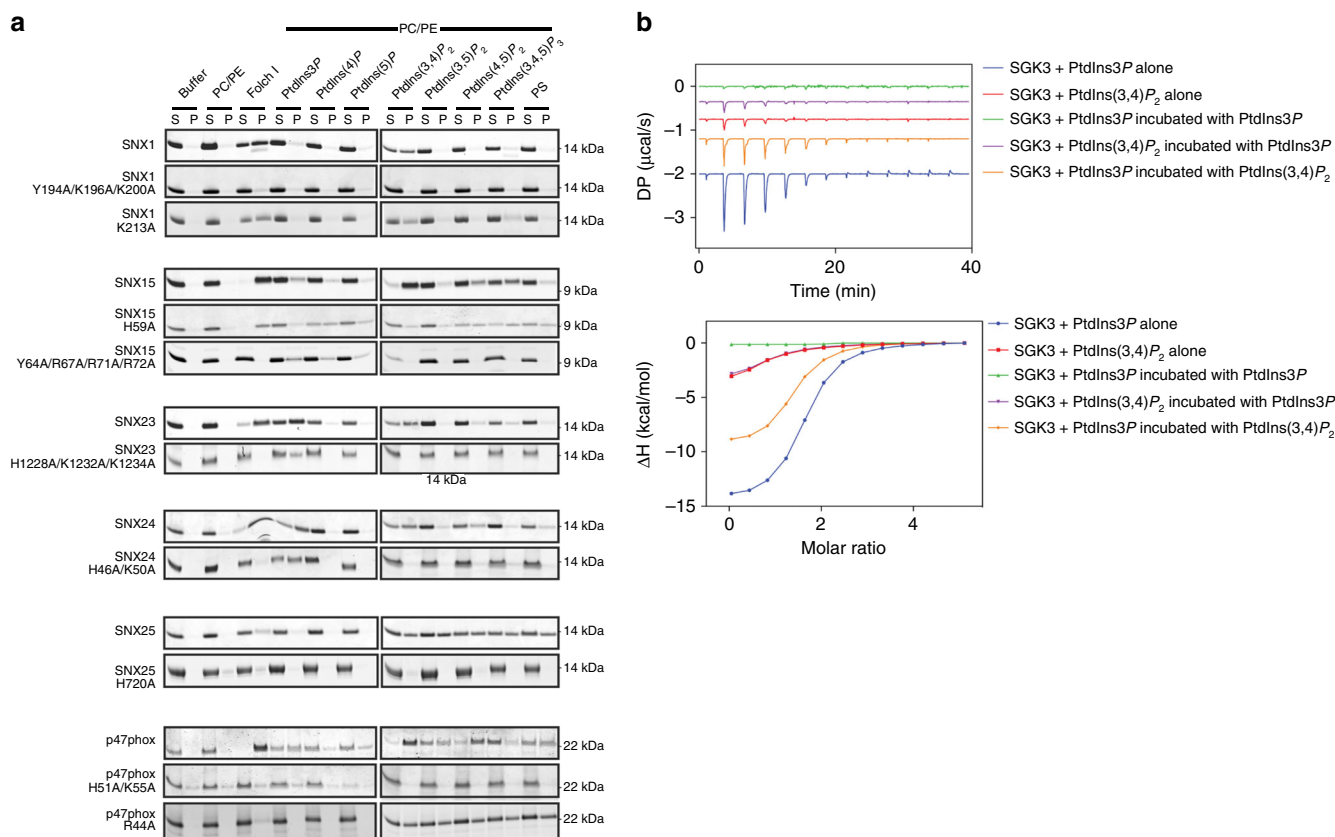 a
PC/PE
Buffer
PC/PE
Folch I
PtdIns3P
PtdIns(4)P
PtdIns(5)P
PtdIns(3,4)P2
PtdIns(3,5)P2
PtdIns(4,5)P2
PtdIns(3,4,5)P3
PS
S P S P S P S P S P S P S P S P S P S P S P
SNX1
14 kDa
SNX1
Y194A/K196A/K200A
14 kDa
SNX1
K213A
14 kDa
SNX15
9 kDa
SNX15
H59A
9 kDa
SNX15
Y64A/R67A/R71A/R72A
9 kDa
SNX23
14 kDa
SNX23
H1228A/K1232A/K1234A
14 kDa
SNX24
14 kDa
SNX24
H46A/K50A
14 kDa
SNX25
14 kDa
SNX25
H720A
14 kDa
p47phox
22 kDa
p47phox
H51A/K55A
22 kDa
p47phox
R44A
22 kDa
b
0
−1
−2
−3
DP (μcal/s)
0 20 40
Time (min)
SGK3 + PtdIns3P alone
SGK3 + PtdIns(3,4)P2 alone
SGK3 + PtdIns3P incubated with PtdIns3P
SGK3 + PtdIns(3,4)P2 incubated with PtdIns3P
SGK3 + PtdIns3P incubated with PtdIns(3,4)P2
0
−5
−10
−15
ΔH (kcal/mol)
0 2 4
Molar ratio
SGK3 + PtdIns3P alone
SGK3 + PtdIns(3,4)P2 alone
SGK3 + PtdIns3P incubated with PtdIns3P
SGK3 + PtdIns(3,4)P2 incubated with PtdIns3P
SGK3 + PtdIns3P incubated with PtdIns(3,4)P2